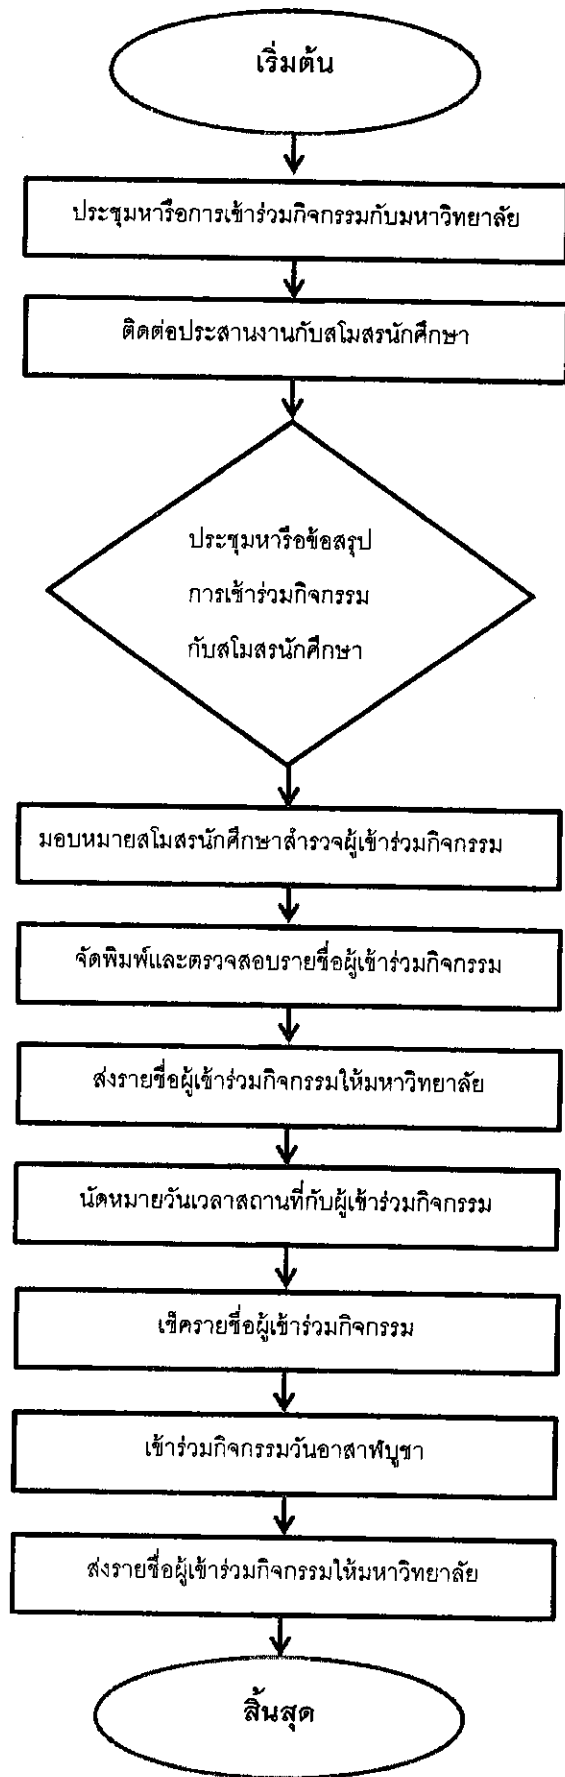 เริ่มต้น
ประชุมหารือการเข้าร่วมกิจกรรมกับมหาวิทยาลัย
ติดต่อประสานงานกับสโมสรนักศึกษา
ประชุมหารือข้อสรุป
การเข้าร่วมกิจกรรม
กับสโมสรนักศึกษา
มอบหมายสโมสรนักศึกษาสำรวจผู้เข้าร่วมกิจกรรม
จัดพิมพ์และตรวจสอบรายชื่อผู้เข้าร่วมกิจกรรม
ส่งรายชื่อผู้เข้าร่วมกิจกรรมให้มหาวิทยาลัย
นัดหมายวันเวลาสถานที่กับผู้เข้าร่วมกิจกรรม
เช็ครายชื่อผู้เข้าร่วมกิจกรรม
เข้าร่วมกิจกรรมวันอาสาฬบูชา
ส่งรายชื่อผู้เข้าร่วมกิจกรรมให้มหาวิทยาลัย
สิ้นสุด